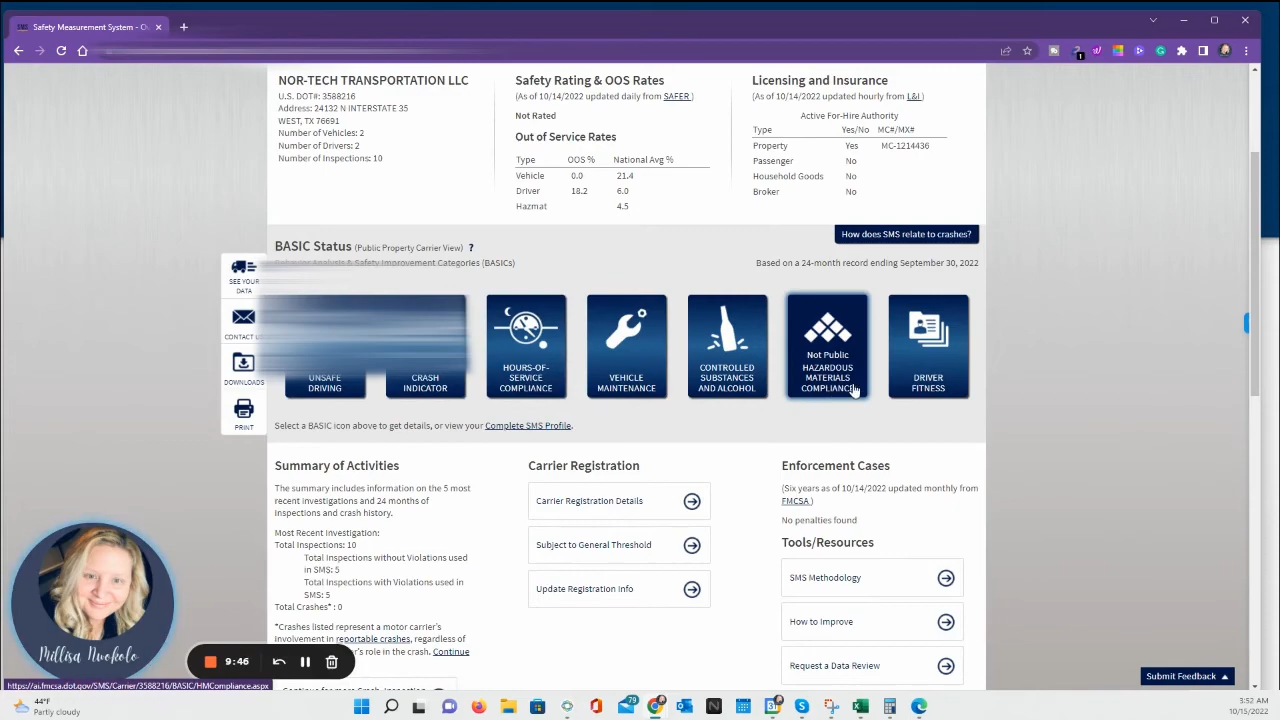 Safety Measurement System - Ov
NOR-TECH TRANSPORTATION LLC
U.S. DOT#: 3588216
Address: 24132 N INTERSTATE 35
WEST, TX 76691
Number of Vehicles: 2
Number of Drivers: 2
Number of Inspections: 10
Safety Rating & OOS Rates
(As of 10/14/2022 updated daily from SAFER )
Not Rated
Out of Service Rates
Type OOS % National Avg %
Vehicle 0.0 21.4
Driver 18.2 6.0
Hazmat 4.5
Licensing and Insurance
(As of 10/14/2022 updated hourly from L&I )
Active For-Hire Authority
Type Yes/No MC#/MX#
Property Yes MC-1214436
Passenger No
Household Goods No
Broker No
How does SMS relate to crashes?
BASIC Status (Public Property Carrier View) ?
Behavior Analysis & Safety Improvement Categories (BASICs)
Based on a 24-month record ending September 30, 2022
SEE YOUR
DATA
CONTACT
DOWNLOADS
PRINT
UNSAFE
DRIVING
CRASH
INDICATOR
HOURS-OF-
SERVICE
COMPLIANCE
VEHICLE
MAINTENANCE
CONTROLLED
SUBSTANCES
AND ALCOHOL
Not Public
HAZARDOUS
MATERIALS
COMPLIANCE
DRIVER
FITNESS
Select a BASIC icon above to get details, or view your Complete SMS Profile.
Summary of Activities
The summary includes information on the 5 most
recent investigations and 24 months of
inspections and crash history.
Most Recent Investigation:
Total Inspections: 10
Total Inspections without Violations used
in SMS: 5
Total Inspections with Violations used in
SMS: 5
Total Crashes* : 0
*Crashes listed represent a motor carrier's
involvement in reportable crashes, regardless of
role in the crash. Continue
Carrier Registration
Carrier Registration Details
Subject to General Threshold
Update Registration Info
Enforcement Cases
(Six years as of 10/14/2022 updated monthly from
FMCSA )
No penalties found
Tools/Resources
SMS Methodology
How to Improve
Request a Data Review
Submit Feedback
Millisa Nwokolo
9:46
https://ai.fmcsa.dot.gov/SMS/Carrier/3588216/BASIC/HMCompliance.aspx
44°F
Partly cloudy
79
3:52 AM
10/15/2022